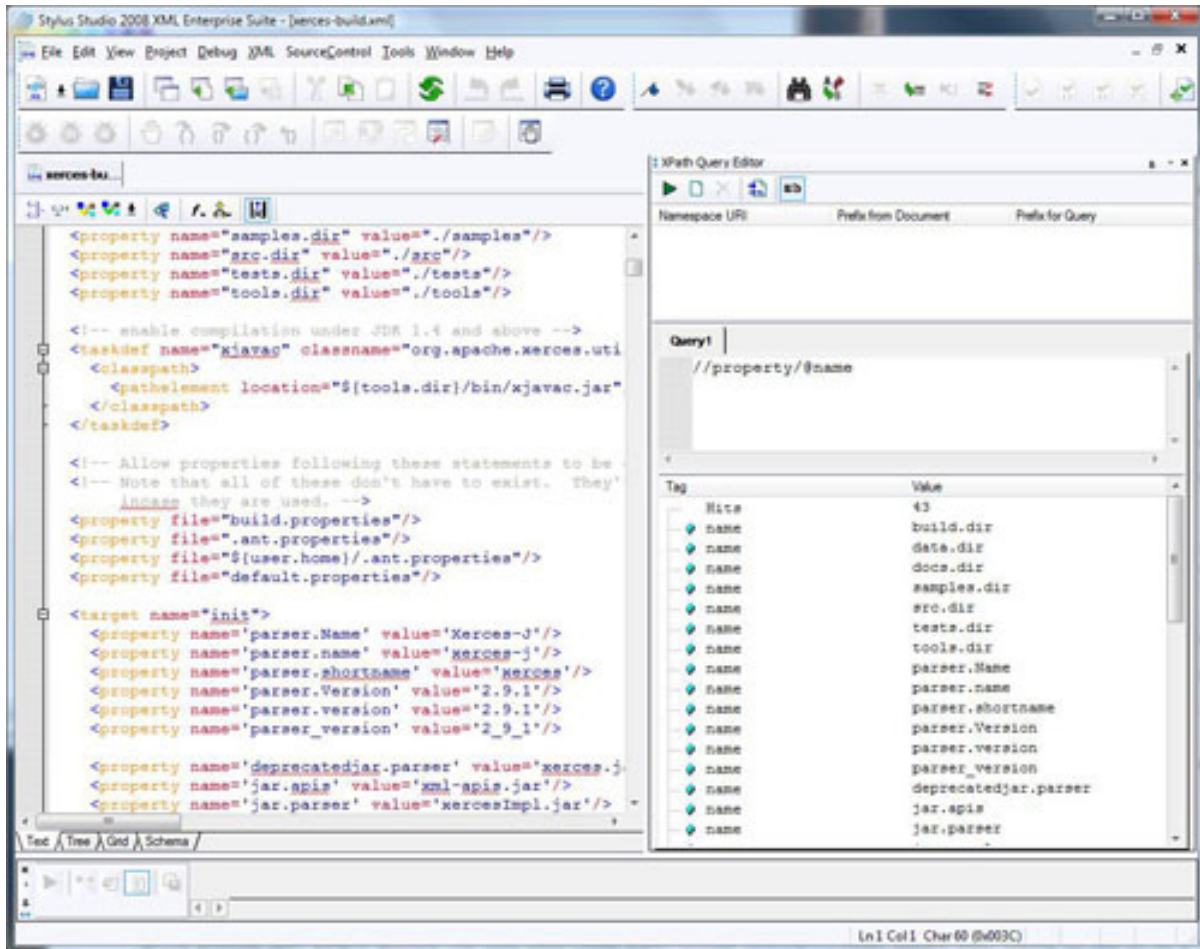 Stylus Studio 2008 XML Enterprise Suite - [xerces-build.xml]
File Edit View Project Debug XML SourceControl Tools Window Help
xerces-bu...
<property name="samples.dir" value="./samples"/>
<property name="src.dir" value="./src"/>
<property name="tests.dir" value="./tests"/>
<property name="tools.dir" value="./tools"/>
<!-- enable compilation under JDK 1.4 and above -->
<taskdef name="xjavac" classname="org.apache.xerces.uti
<classpath>
<pathelement location="${tools.dir}/bin/xjavac.jar"
</classpath>
</taskdef>
<!-- Allow properties following these statements to be
<!-- Note that all of these don't have to exist. They'
incase they are used. -->
<property file="build.properties"/>
<property file=".ant.properties"/>
<property file="${user.home}/.ant.properties"/>
<property file="default.properties"/>
<target name="init">
<property name='parser.Name' value='Xerces-J'/>
<property name='parser.name' value='xerces-j'/>
<property name='parser.shortname' value='xerces'/>
<property name='parser.Version' value='2.9.1'/>
<property name='parser.version' value='2.9.1'/>
<property name='parser_version' value='2_9_1'/>
<property name='deprecatedjar.parser' value='xerces.j
<property name='jar.apis' value='xml-apis.jar'/>
<property name='jar.parser' value='xercesImpl.jar'/>
Text Tree Grid Schema
XPath Query Editor
Namespace URI Prefix from Document Prefix for Query
Query1
//property/@name
Tag Value
Hits 43
name build.dir
name data.dir
name docs.dir
name samples.dir
name src.dir
name tests.dir
name tools.dir
name parser.Name
name parser.name
name parser.shortname
name parser.Version
name parser.version
name parser_version
name deprecatedjar.parser
name jar.apis
name jar.parser
Ln 1 Col 1 Char 60 (0x003C)